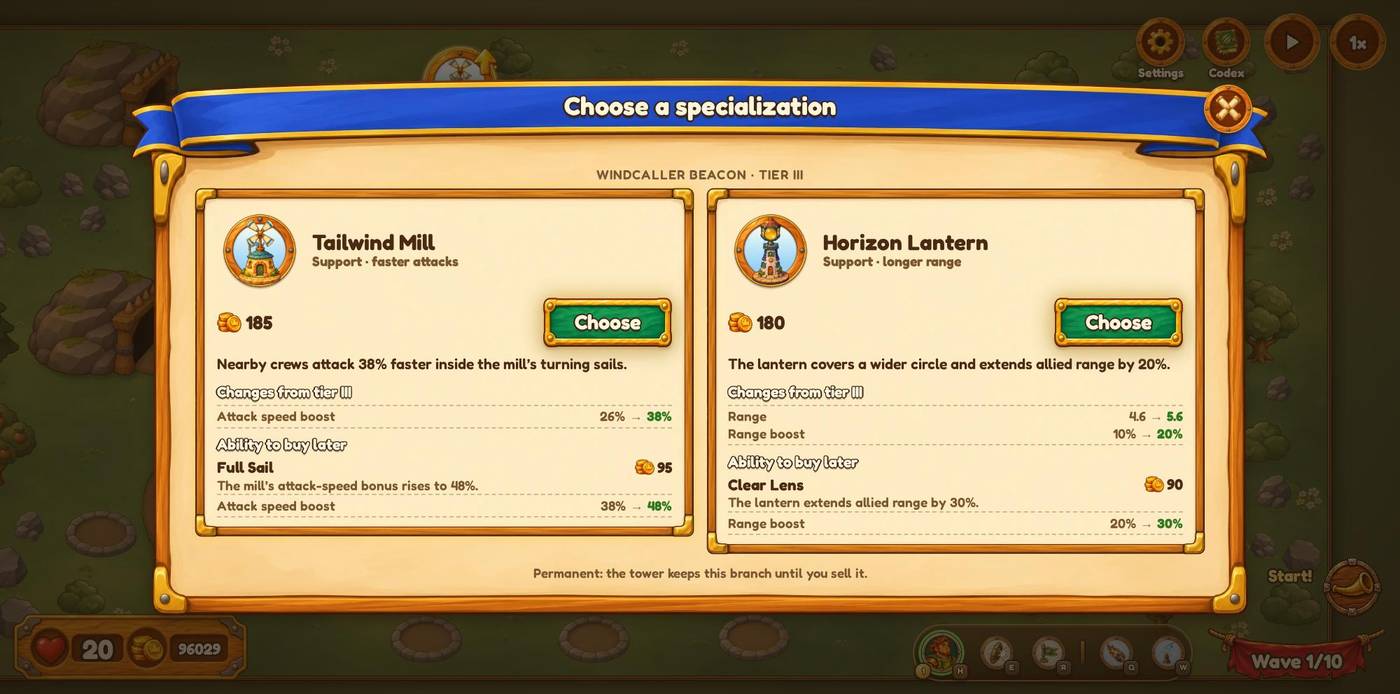 Settings
Codex
1x
Choose a specialization
WINDCALLER BEACON · TIER III
Tailwind Mill
Support · faster attacks
185
Choose
Nearby crews attack 38% faster inside the mill's turning sails.
Changes from tier III
Attack speed boost 26% → 38%
Ability to buy later
Full Sail 95
The mill's attack-speed bonus rises to 48%.
Attack speed boost 38% → 48%
Horizon Lantern
Support · longer range
180
Choose
The lantern covers a wider circle and extends allied range by 20%.
Changes from tier III
Range 4.6 → 5.6
Range boost 10% → 20%
Ability to buy later
Clear Lens 90
The lantern extends allied range by 30%.
Range boost 20% → 30%
Permanent: the tower keeps this branch until you sell it.
Start!
20 96029
H E R Q W
Wave 1/10